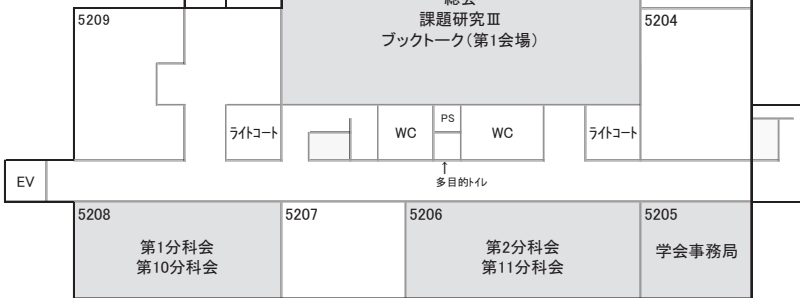 総会
5209
課題研究Ⅲ
5204
ブックトーク(第1会場)
ライトコート
WC
PS
WC
ライトコート
↑
多目的トイレ
EV
5208
5207
5206
5205
第1分科会
第10分科会
第2分科会
第11分科会
学会事務局